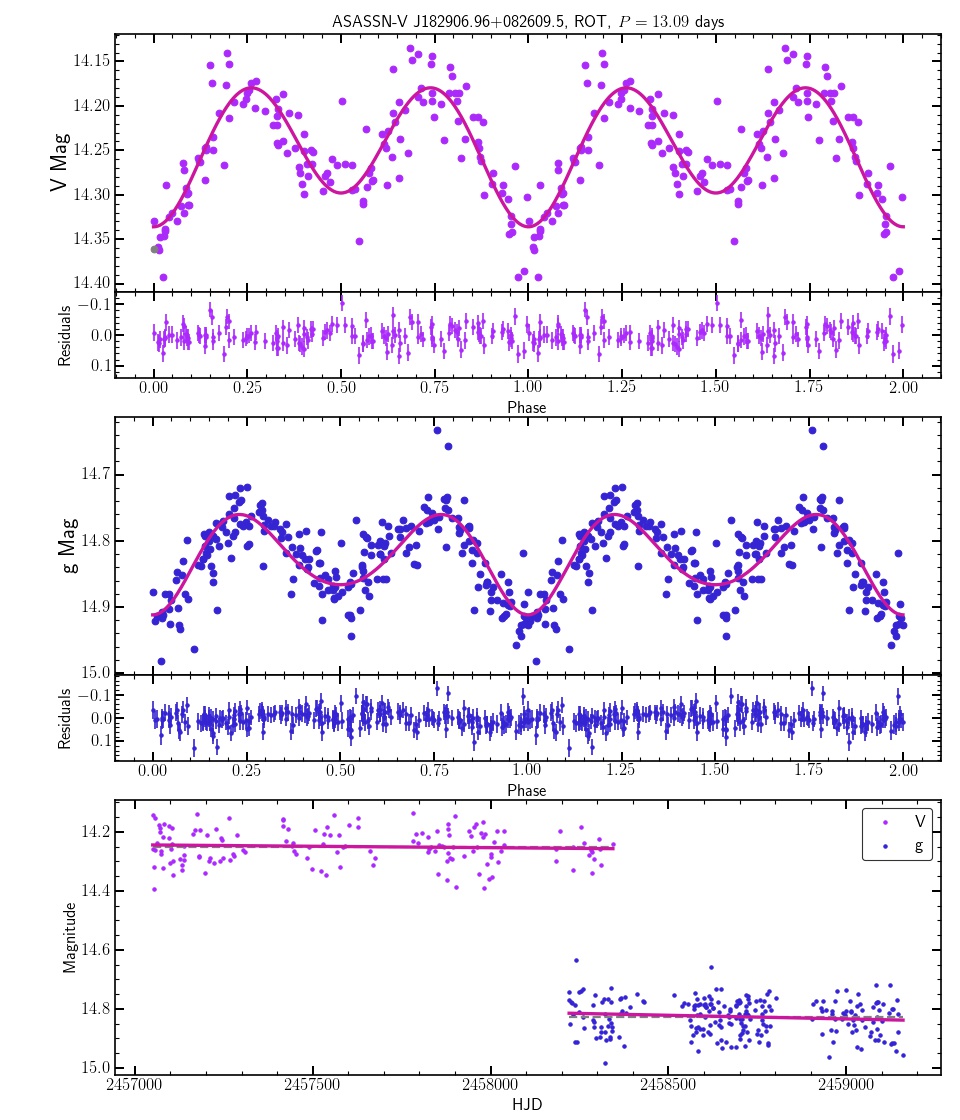 ASASSN-V J182906.96+082609.5, ROT, P = 13.09 days
14.15
14.20
14.25
14.30
14.35
14.40
V Mag
−0.1
0.0
0.1
Residuals
0.00 0.25 0.50 0.75 1.00 1.25 1.50 1.75 2.00
Phase
14.7
14.8
14.9
15.0
g Mag
−0.1
0.0
0.1
Residuals
0.00 0.25 0.50 0.75 1.00 1.25 1.50 1.75 2.00
Phase
V
g
14.2
14.4
14.6
14.8
15.0
Magnitude
2457000 2457500 2458000 2458500 2459000
HJD